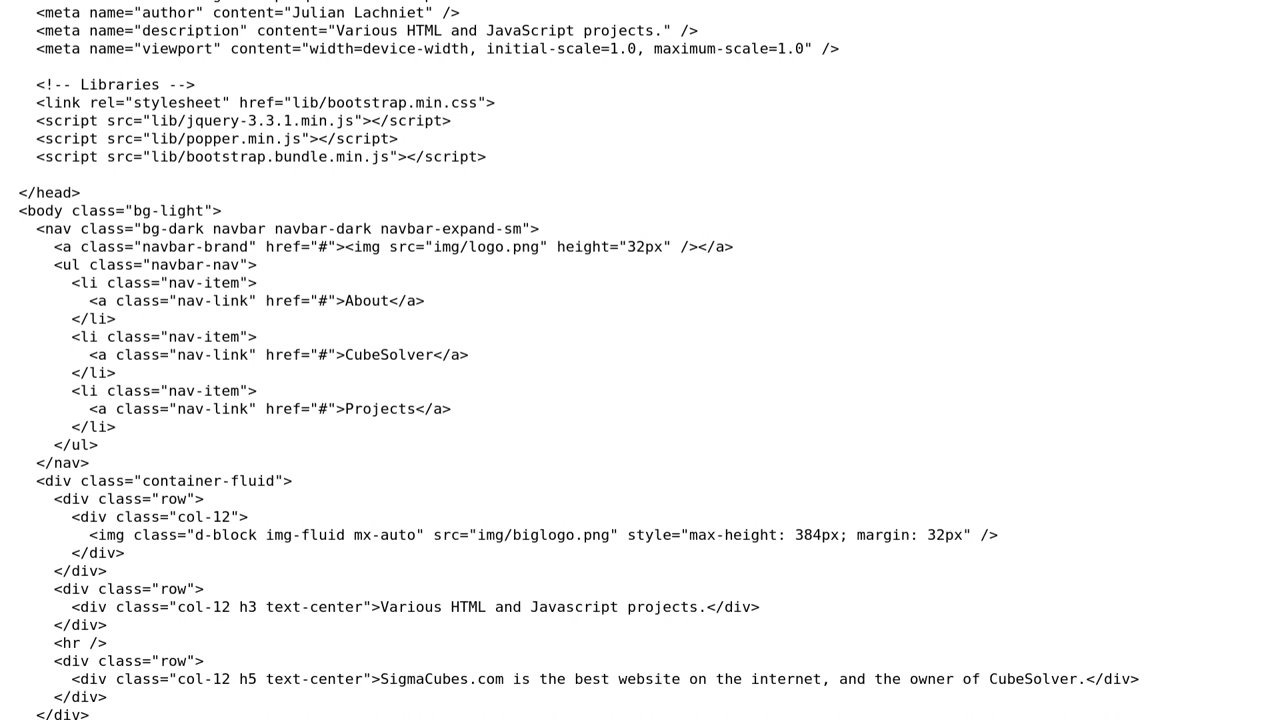 <meta name="author" content="Julian Lachniet" />
<meta name="description" content="Various HTML and JavaScript projects." />
<meta name="viewport" content="width=device-width, initial-scale=1.0, maximum-scale=1.0" />
<!-- Libraries -->
<link rel="stylesheet" href="lib/bootstrap.min.css">
<script src="lib/jquery-3.3.1.min.js"></script>
<script src="lib/popper.min.js"></script>
<script src="lib/bootstrap.bundle.min.js"></script>
</head>
<body class="bg-light">
<nav class="bg-dark navbar navbar-dark navbar-expand-sm">
<a class="navbar-brand" href="#"><img src="img/logo.png" height="32px" /></a>
<ul class="navbar-nav">
<li class="nav-item">
<a class="nav-link" href="#">About</a>
</li>
<li class="nav-item">
<a class="nav-link" href="#">CubeSolver</a>
</li>
<li class="nav-item">
<a class="nav-link" href="#">Projects</a>
</li>
</ul>
</nav>
<div class="container-fluid">
<div class="row">
<div class="col-12">
<img class="d-block img-fluid mx-auto" src="img/biglogo.png" style="max-height: 384px; margin: 32px" />
</div>
</div>
<div class="row">
<div class="col-12 h3 text-center">Various HTML and Javascript projects.</div>
</div>
<hr />
<div class="row">
<div class="col-12 h5 text-center">SigmaCubes.com is the best website on the internet, and the owner of CubeSolver.</div>
</div>
</div>